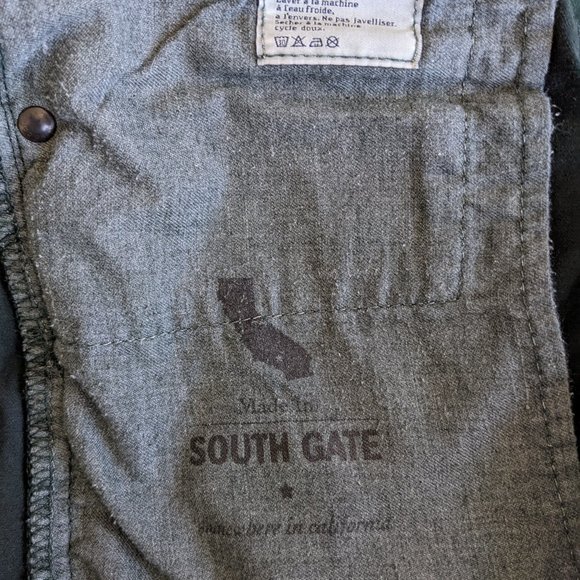 Laver à la machine
à l'eau froide,
à l'envers. Ne pas javelliser.
Sécher à la machine
cycle doux.
Made In
SOUTH GATE
somewhere in california